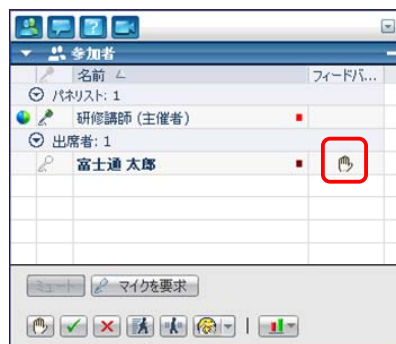 参加者
名前 フィードバ...
パネリスト: 1
研修講師 (主催者)
出席者: 1
富士通 太郎
ミュート マイクを要求